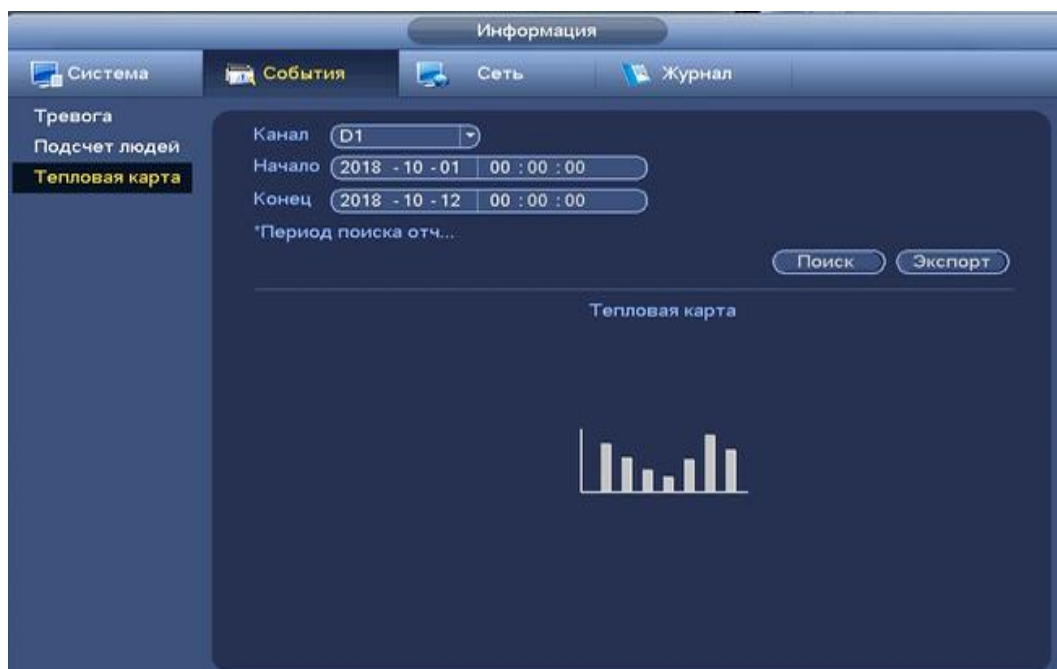 Информация
Система События Сеть Журнал
Тревога
Подсчет людей
Тепловая карта
Канал D1
Начало 2018 - 10 - 01 00 : 00 : 00
Конец 2018 - 10 - 12 00 : 00 : 00
*Период поиска отч...
Поиск Экспорт
Тепловая карта